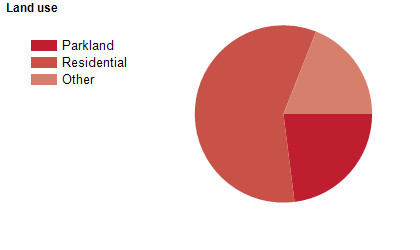 Land use
Parkland
Residential
Other